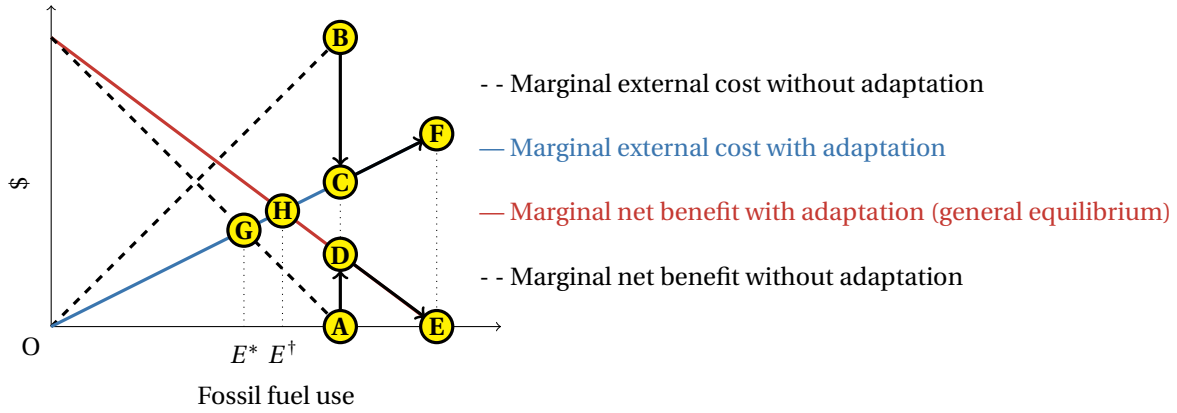 B
- - Marginal external cost without adaptation
F
— Marginal external cost with adaptation
$
C
H
— Marginal net benefit with adaptation (general equilibrium)
G
D
- - Marginal net benefit without adaptation
A
E
O
E* E†
Fossil fuel use